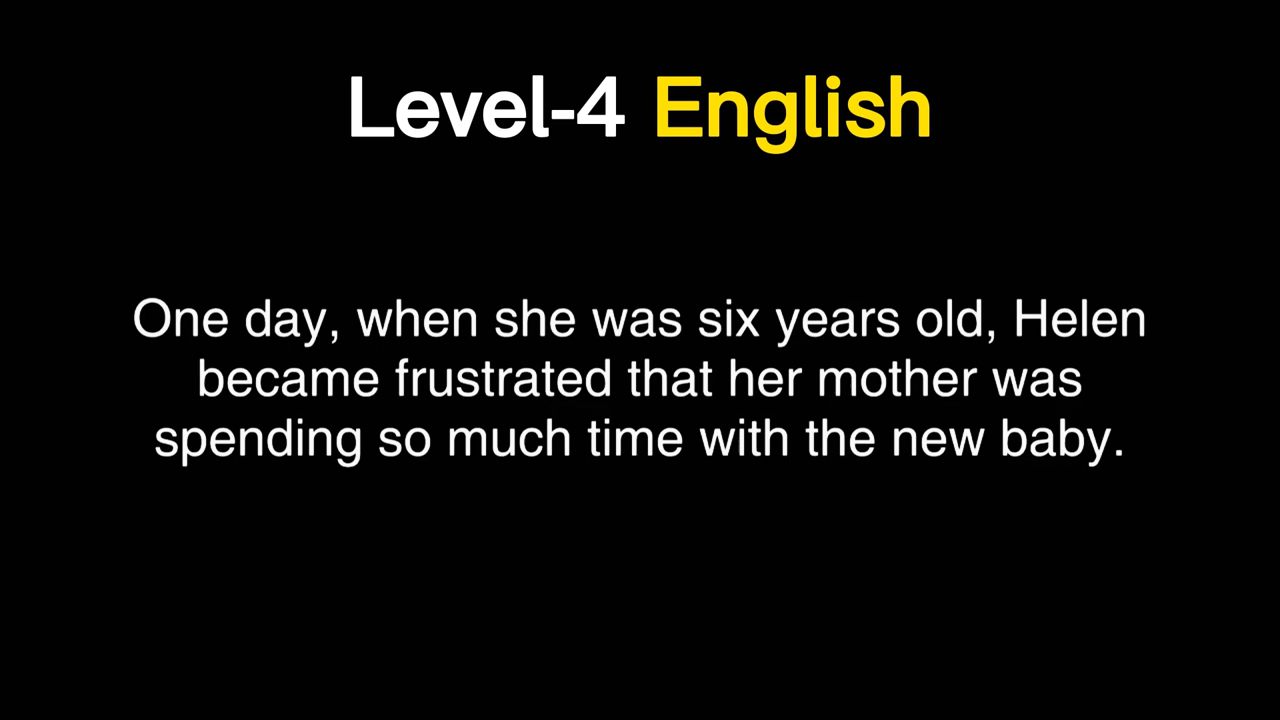 Level-4 English
One day, when she was six years old, Helen
became frustrated that her mother was
spending so much time with the new baby.